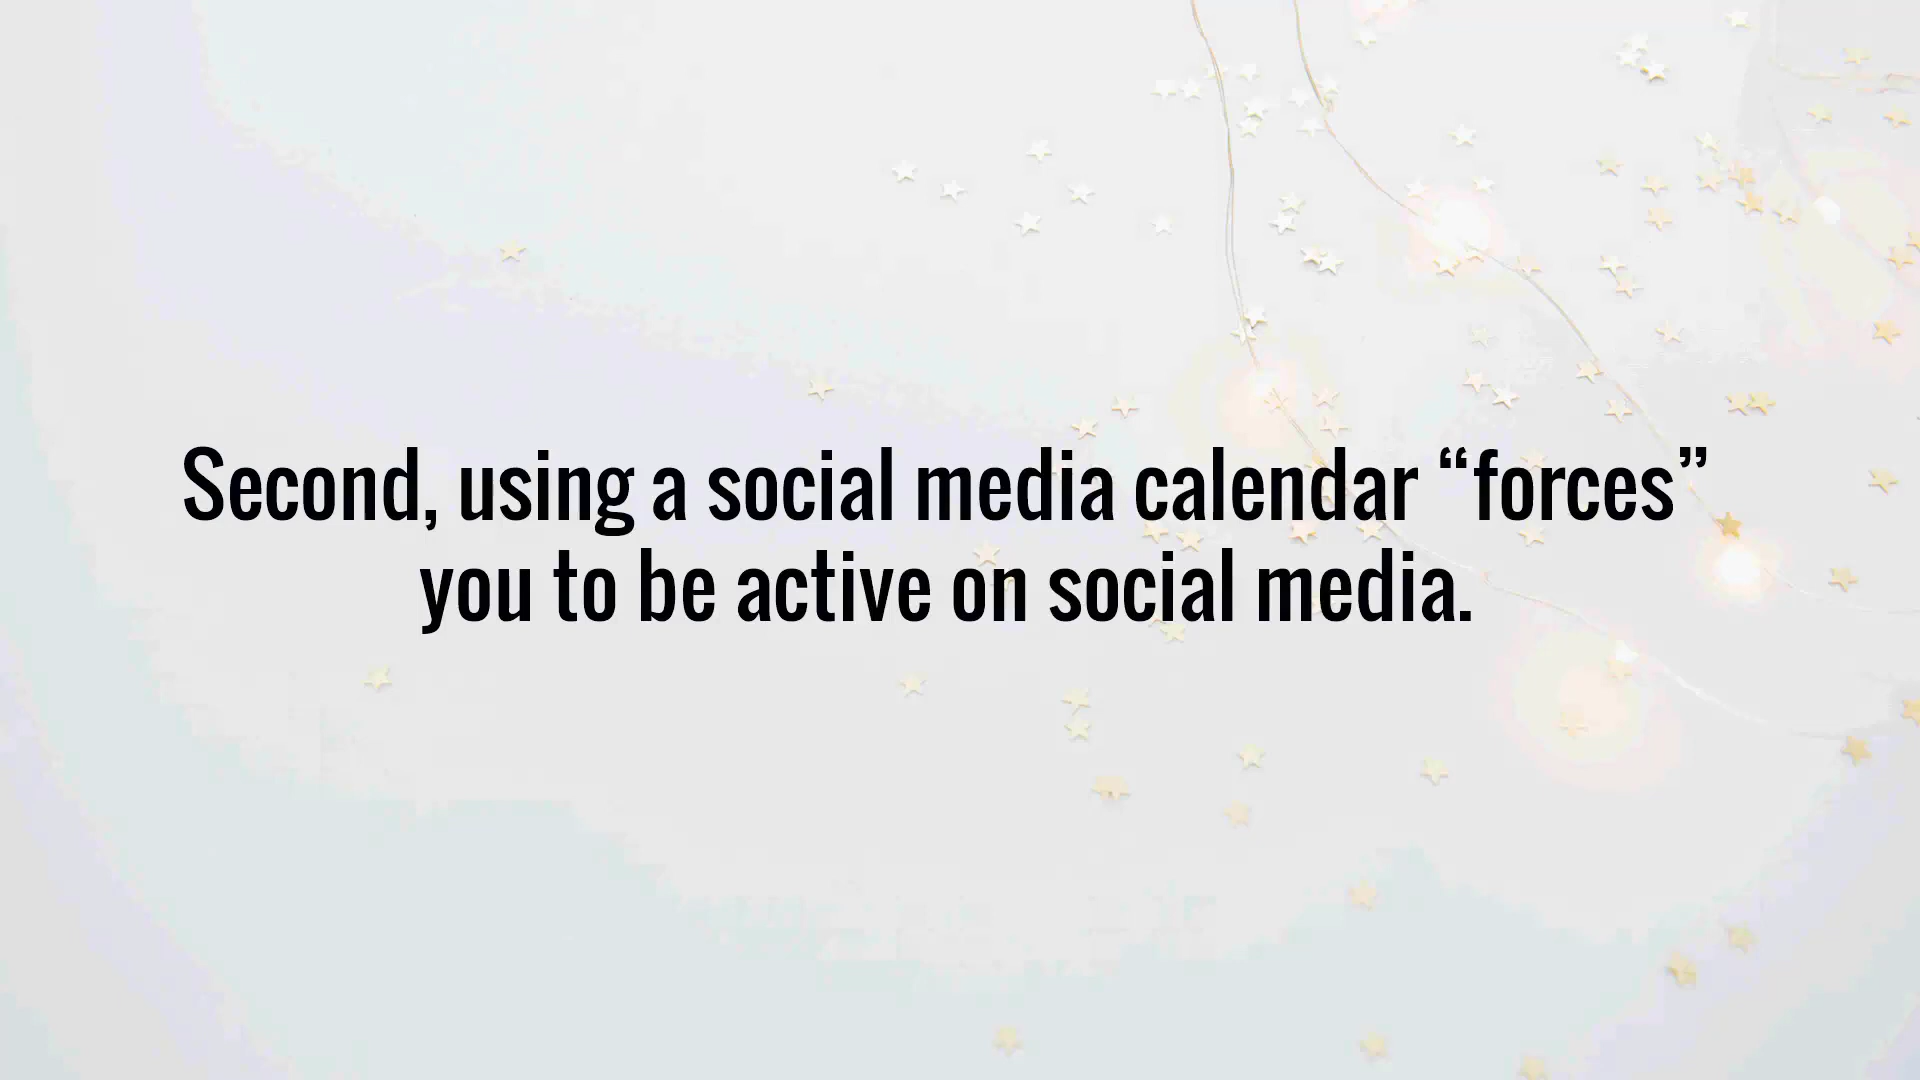 Second, using a social media calendar “forces”
you to be active on social media.